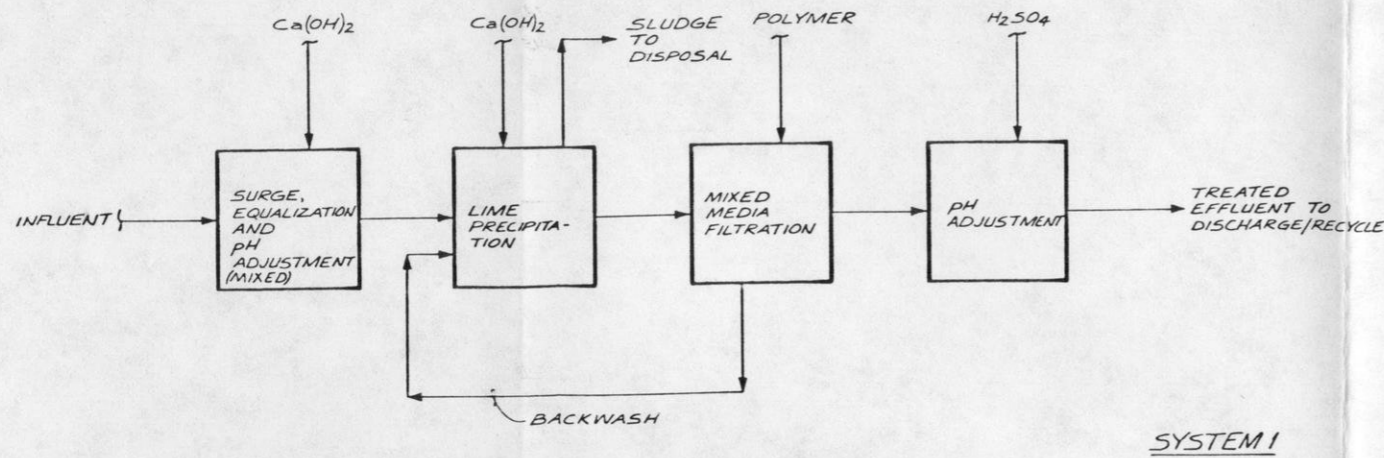 Ca(OH)2
Ca(OH)2
SLUDGE
TO
DISPOSAL
POLYMER
H2SO4
INFLUENT
SURGE,
EQUALIZATION
AND
pH
ADJUSTMENT
(MIXED)
LIME
PRECIPITA-
TION
MIXED
MEDIA
FILTRATION
pH
ADJUSTMENT
TREATED
EFFLUENT TO
DISCHARGE/RECYCLE
BACKWASH
SYSTEM 1